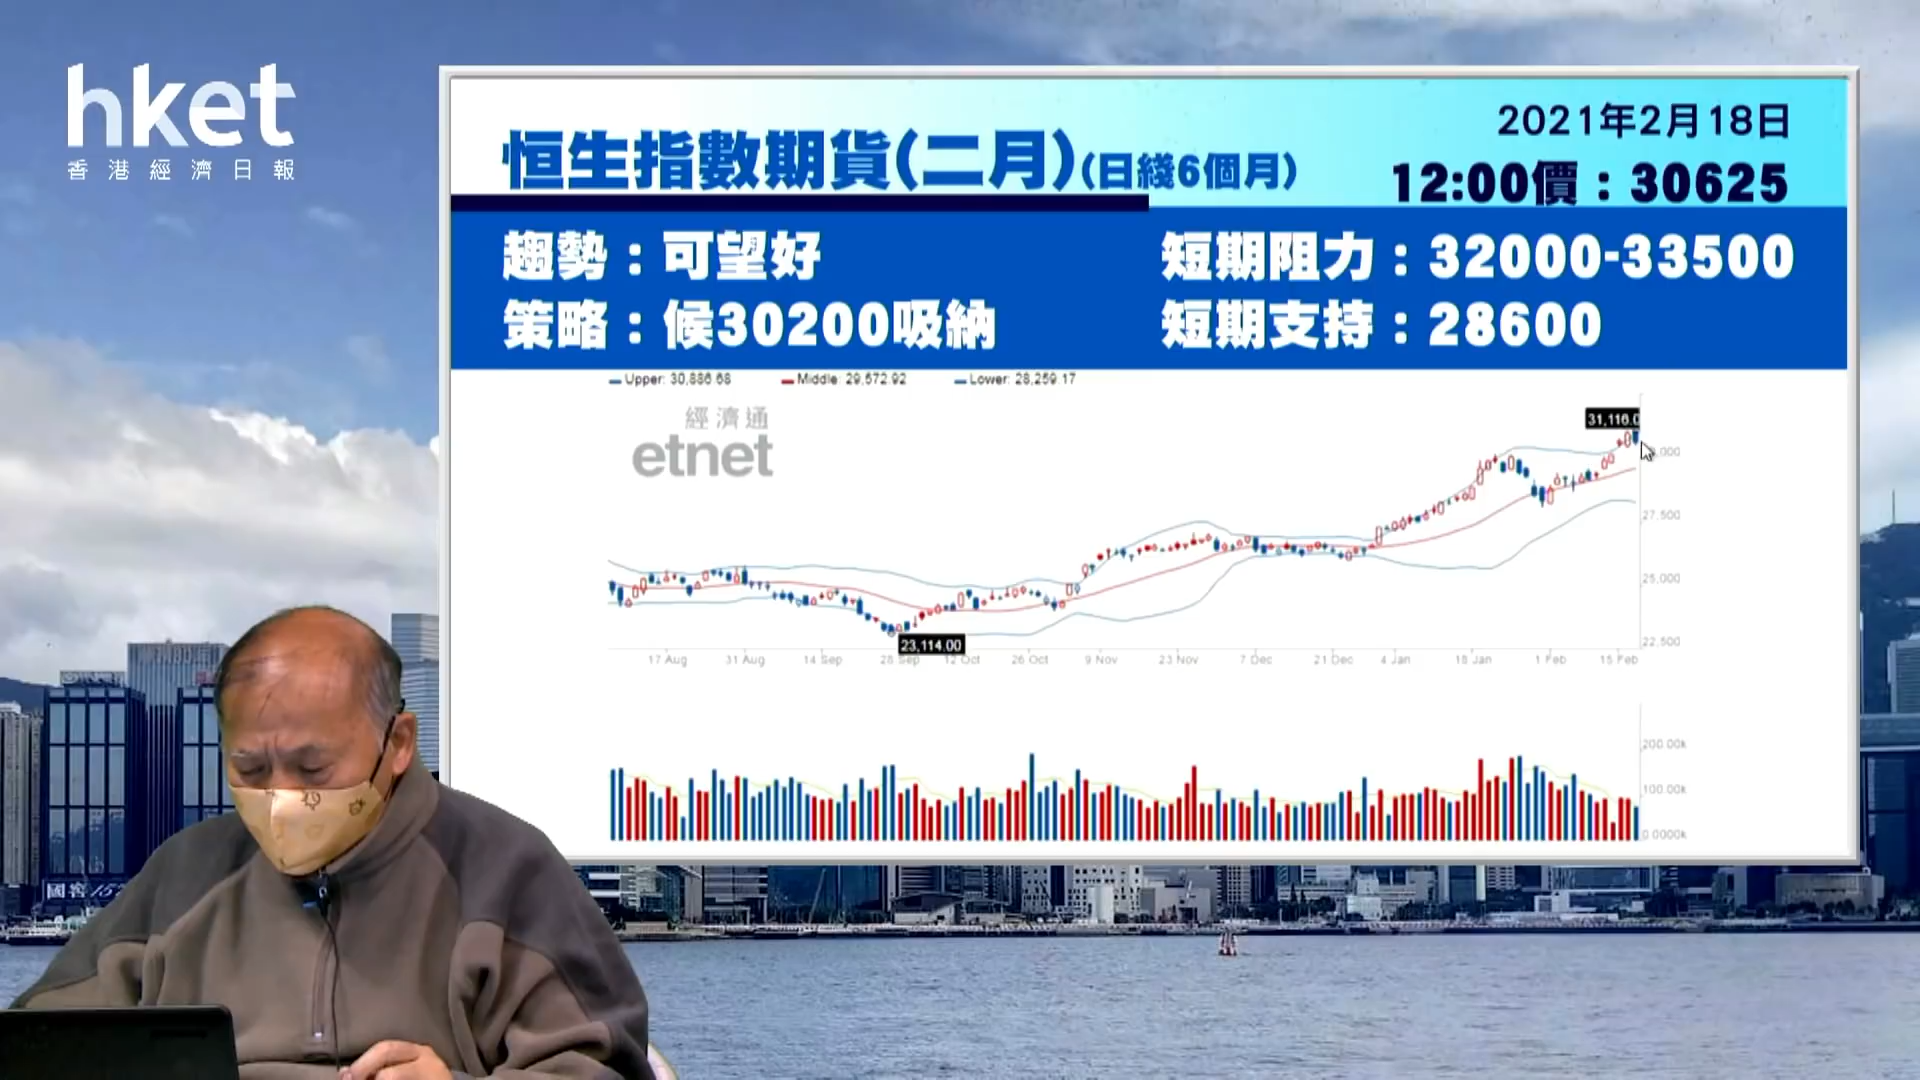 hket
香港經濟日報
2021年2月18日
恒生指數期貨(二月)(日綫6個月)
12:00價：30625
趨勢：可望好
短期阻力：32000-33500
策略：候30200吸納
短期支持：28600
Upper: 30,886.68 Middle: 29,572.92 Lower: 28,259.17
經濟通
etnet
31,116.0
27,500
25,000
22,500
23,114.00
17 Aug 31 Aug 14 Sep 28 Sep 12 Oct 26 Oct 9 Nov 23 Nov 7 Dec 21 Dec 4 Jan 18 Jan 1 Feb 15 Feb
200.00k
100.00k
0.0000k